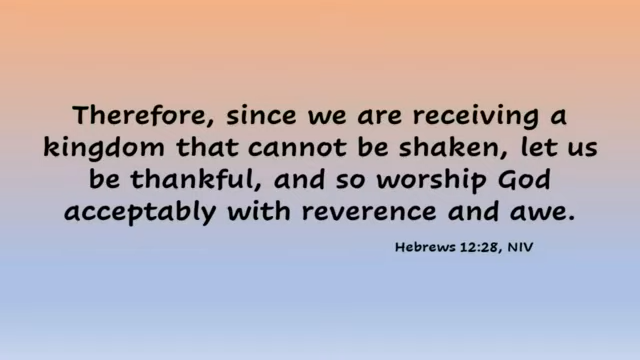 Therefore, since we are receiving a
kingdom that cannot be shaken, let us
be thankful, and so worship God
acceptably with reverence and awe.
Hebrews 12:28, NIV